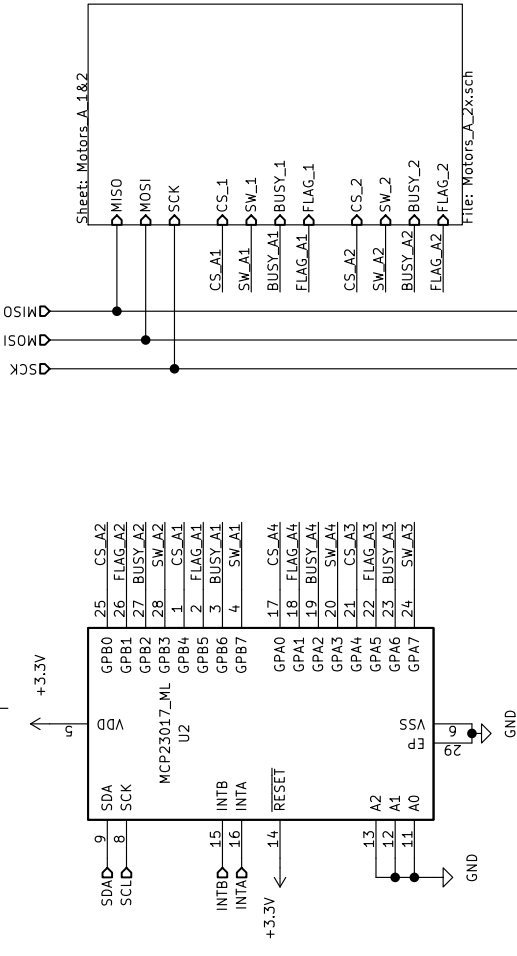 Sheet: Motors_A_1&2
File: Motors_A_2x.sch
MISO
MOSI
SCK
CS_1
SW_1
BUSY_1
FLAG_1
CS_2
SW_2
BUSY_2
FLAG_2
CS_A1
SW_A1
BUSY_A1
FLAG_A1
CS_A2
SW_A2
BUSY_A2
FLAG_A2
MISO
MOSI
SCK
25 CS_A2
26 FLAG_A2
27 BUSY_A2
28 SW_A2
1 CS_A1
2 FLAG_A1
3 BUSY_A1
4 SW_A1
17 CS_A4
18 FLAG_A4
19 BUSY_A4
20 SW_A4
21 CS_A3
22 FLAG_A3
23 BUSY_A3
24 SW_A3
GPB0
GPB1
GPB2
GPB3
GPB4
GPB5
GPB6
GPB7
GPA0
GPA1
GPA2
GPA3
GPA4
GPA5
GPA6
GPA7
+3.3V
5
VDD
MCP23017_ML
U2
VSS
EP
6
29
GND
SDA
SCK
INTB
INTA
RESET
A2
A1
A0
9
8
15
16
14
13
12
11
SDA
SCL
INTB
INTA
+3.3V
GND